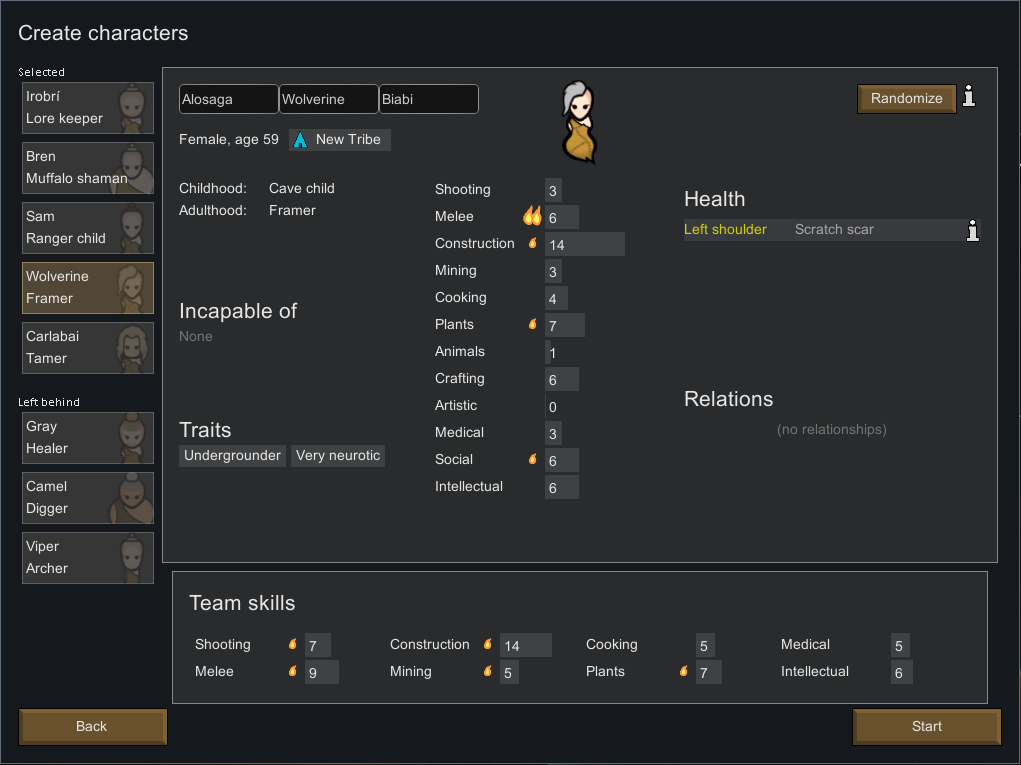 Create characters
Selected
Irobrí
Lore keeper
Bren
Muffalo shaman
Sam
Ranger child
Wolverine
Framer
Carlabai
Tamer
Left behind
Gray
Healer
Camel
Digger
Viper
Archer
Alosaga Wolverine Biabi
Randomize
Female, age 59 New Tribe
Childhood: Cave child
Adulthood: Framer
Incapable of
None
Traits
Undergrounder Very neurotic
Shooting 3
Melee 6
Construction 14
Mining 3
Cooking 4
Plants 7
Animals 1
Crafting 6
Artistic 0
Medical 3
Social 6
Intellectual 6
Health
Left shoulder Scratch scar
Relations
(no relationships)
Team skills
Shooting 7 Construction 14 Cooking 5 Medical 5
Melee 9 Mining 5 Plants 7 Intellectual 6
Back
Start